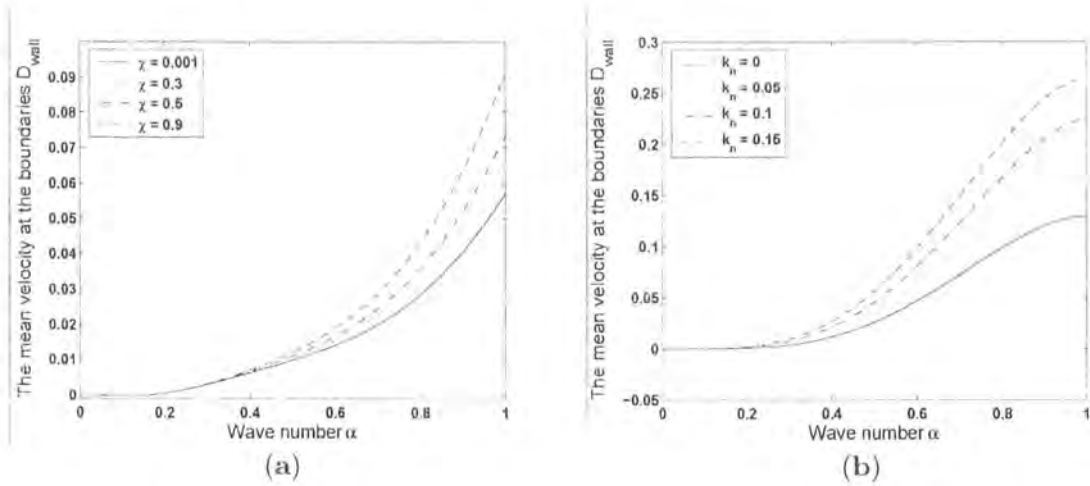 The mean velocity at the boundaries D_wall
χ = 0.001
χ = 0.3
χ = 0.5
χ = 0.9
0.09
0.08
0.07
0.06
0.05
0.04
0.03
0.02
0.01
0
0 0.2 0.4 0.6 0.8 1
Wave number α
(a)
The mean velocity at the boundaries D_wall
k_n = 0
k_n = 0.05
k_n = 0.1
k_n = 0.15
0.3
0.25
0.2
0.15
0.1
0.05
0
−0.05
0 0.2 0.4 0.6 0.8 1
Wave number α
(b)